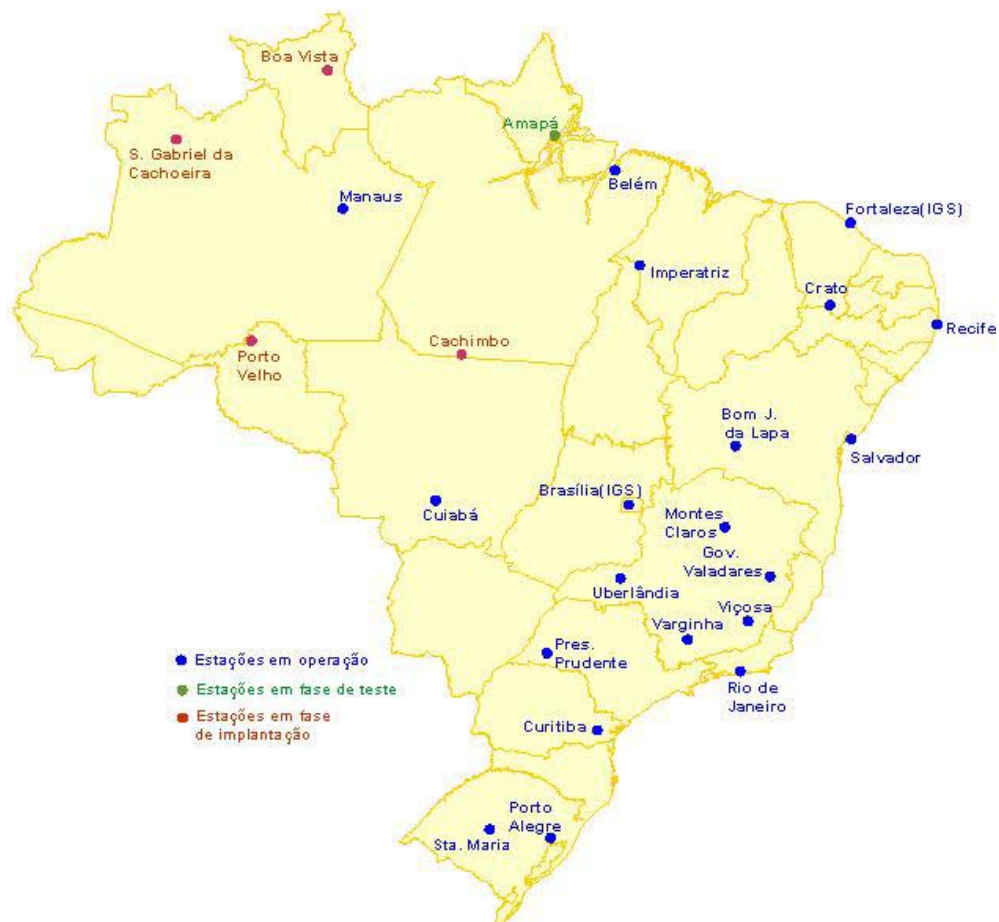 Boa Vista
Amapá
S. Gabriel da
Cachoeira
Belém
Manaus
Fortaleza(IGS)
Imperatriz
Crato
Recife
Cachimbo
Porto
Velho
Bom J.
da Lapa
Salvador
Brasília(IGS)
Cuiabá
Montes
Claros
Gov.
Valadares
Uberlândia
Viçosa
Varginha
Pres.
Prudente
Rio de
Janeiro
Estações em operação
Estações em fase de teste
Estações em fase
de implantação
Curitiba
Porto
Alegre
Sta. Maria